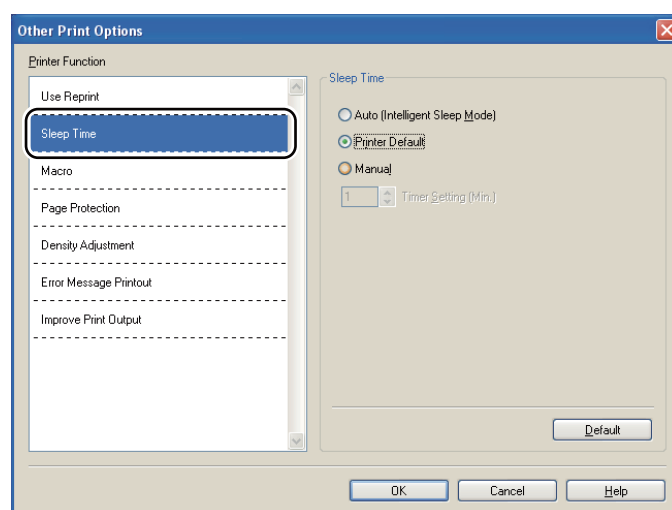 Other Print Options
Printer Function
Use Reprint
Sleep Time
Macro
Page Protection
Density Adjustment
Error Message Printout
Improve Print Output
Sleep Time
Auto (Intelligent Sleep Mode)
Printer Default
Manual
1 Timer Setting (Min.)
Default
OK Cancel Help